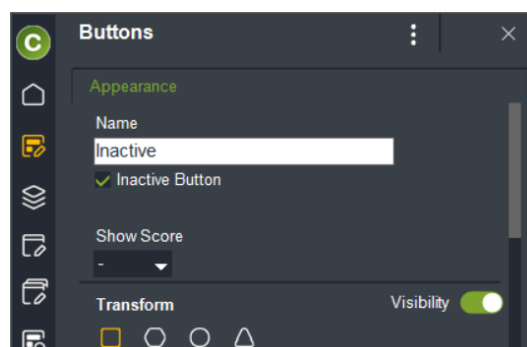 C
Buttons
Appearance
Name
Inactive
Inactive Button
Show Score
-
Transform
Visibility